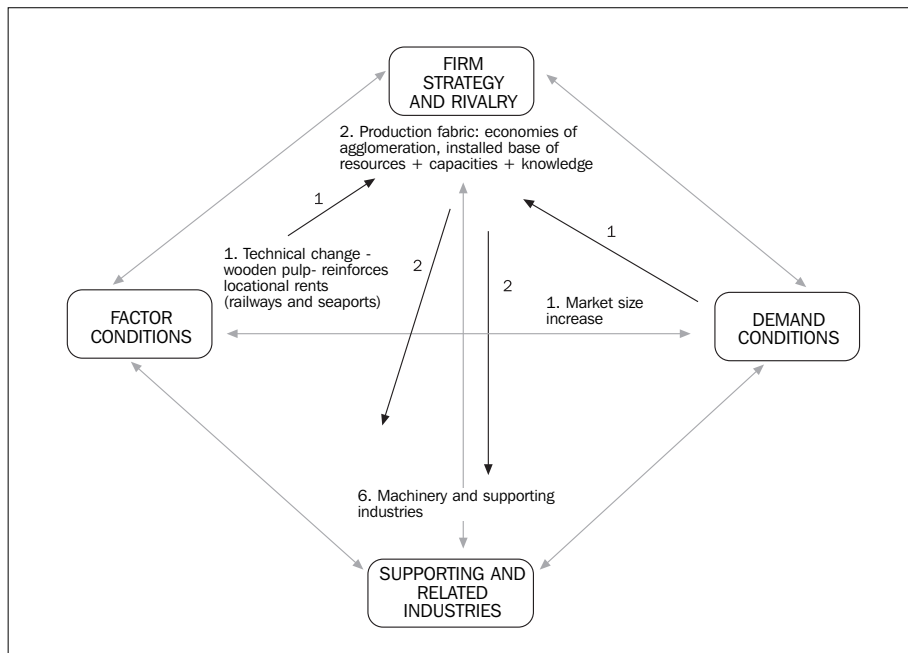 FIRM
STRATEGY
AND RIVALRY
2. Production fabric: economies of
agglomeration, installed base of
resources + capacities + knowledge
1
1
1. Technical change -
wooden pulp- reinforces
locational rents
(railways and seaports)
2
2
1. Market size
increase
FACTOR
CONDITIONS
DEMAND
CONDITIONS
6. Machinery and supporting
industries
SUPPORTING AND
RELATED
INDUSTRIES